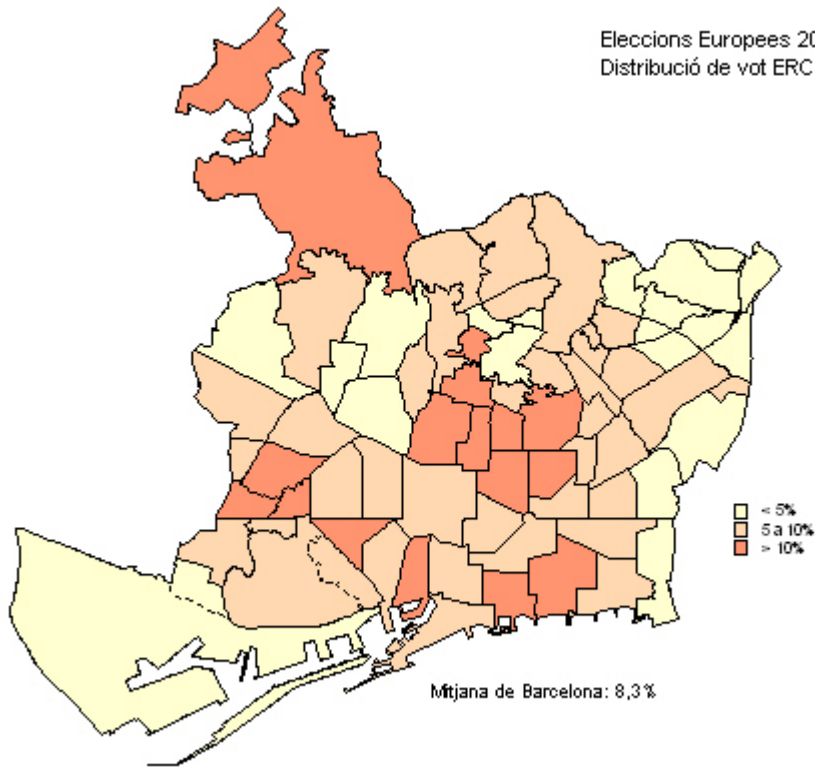 Eleccions Europees 20
Distribució de vot ERC
< 5%
5 a 10%
> 10%
Mitjana de Barcelona: 8,3%